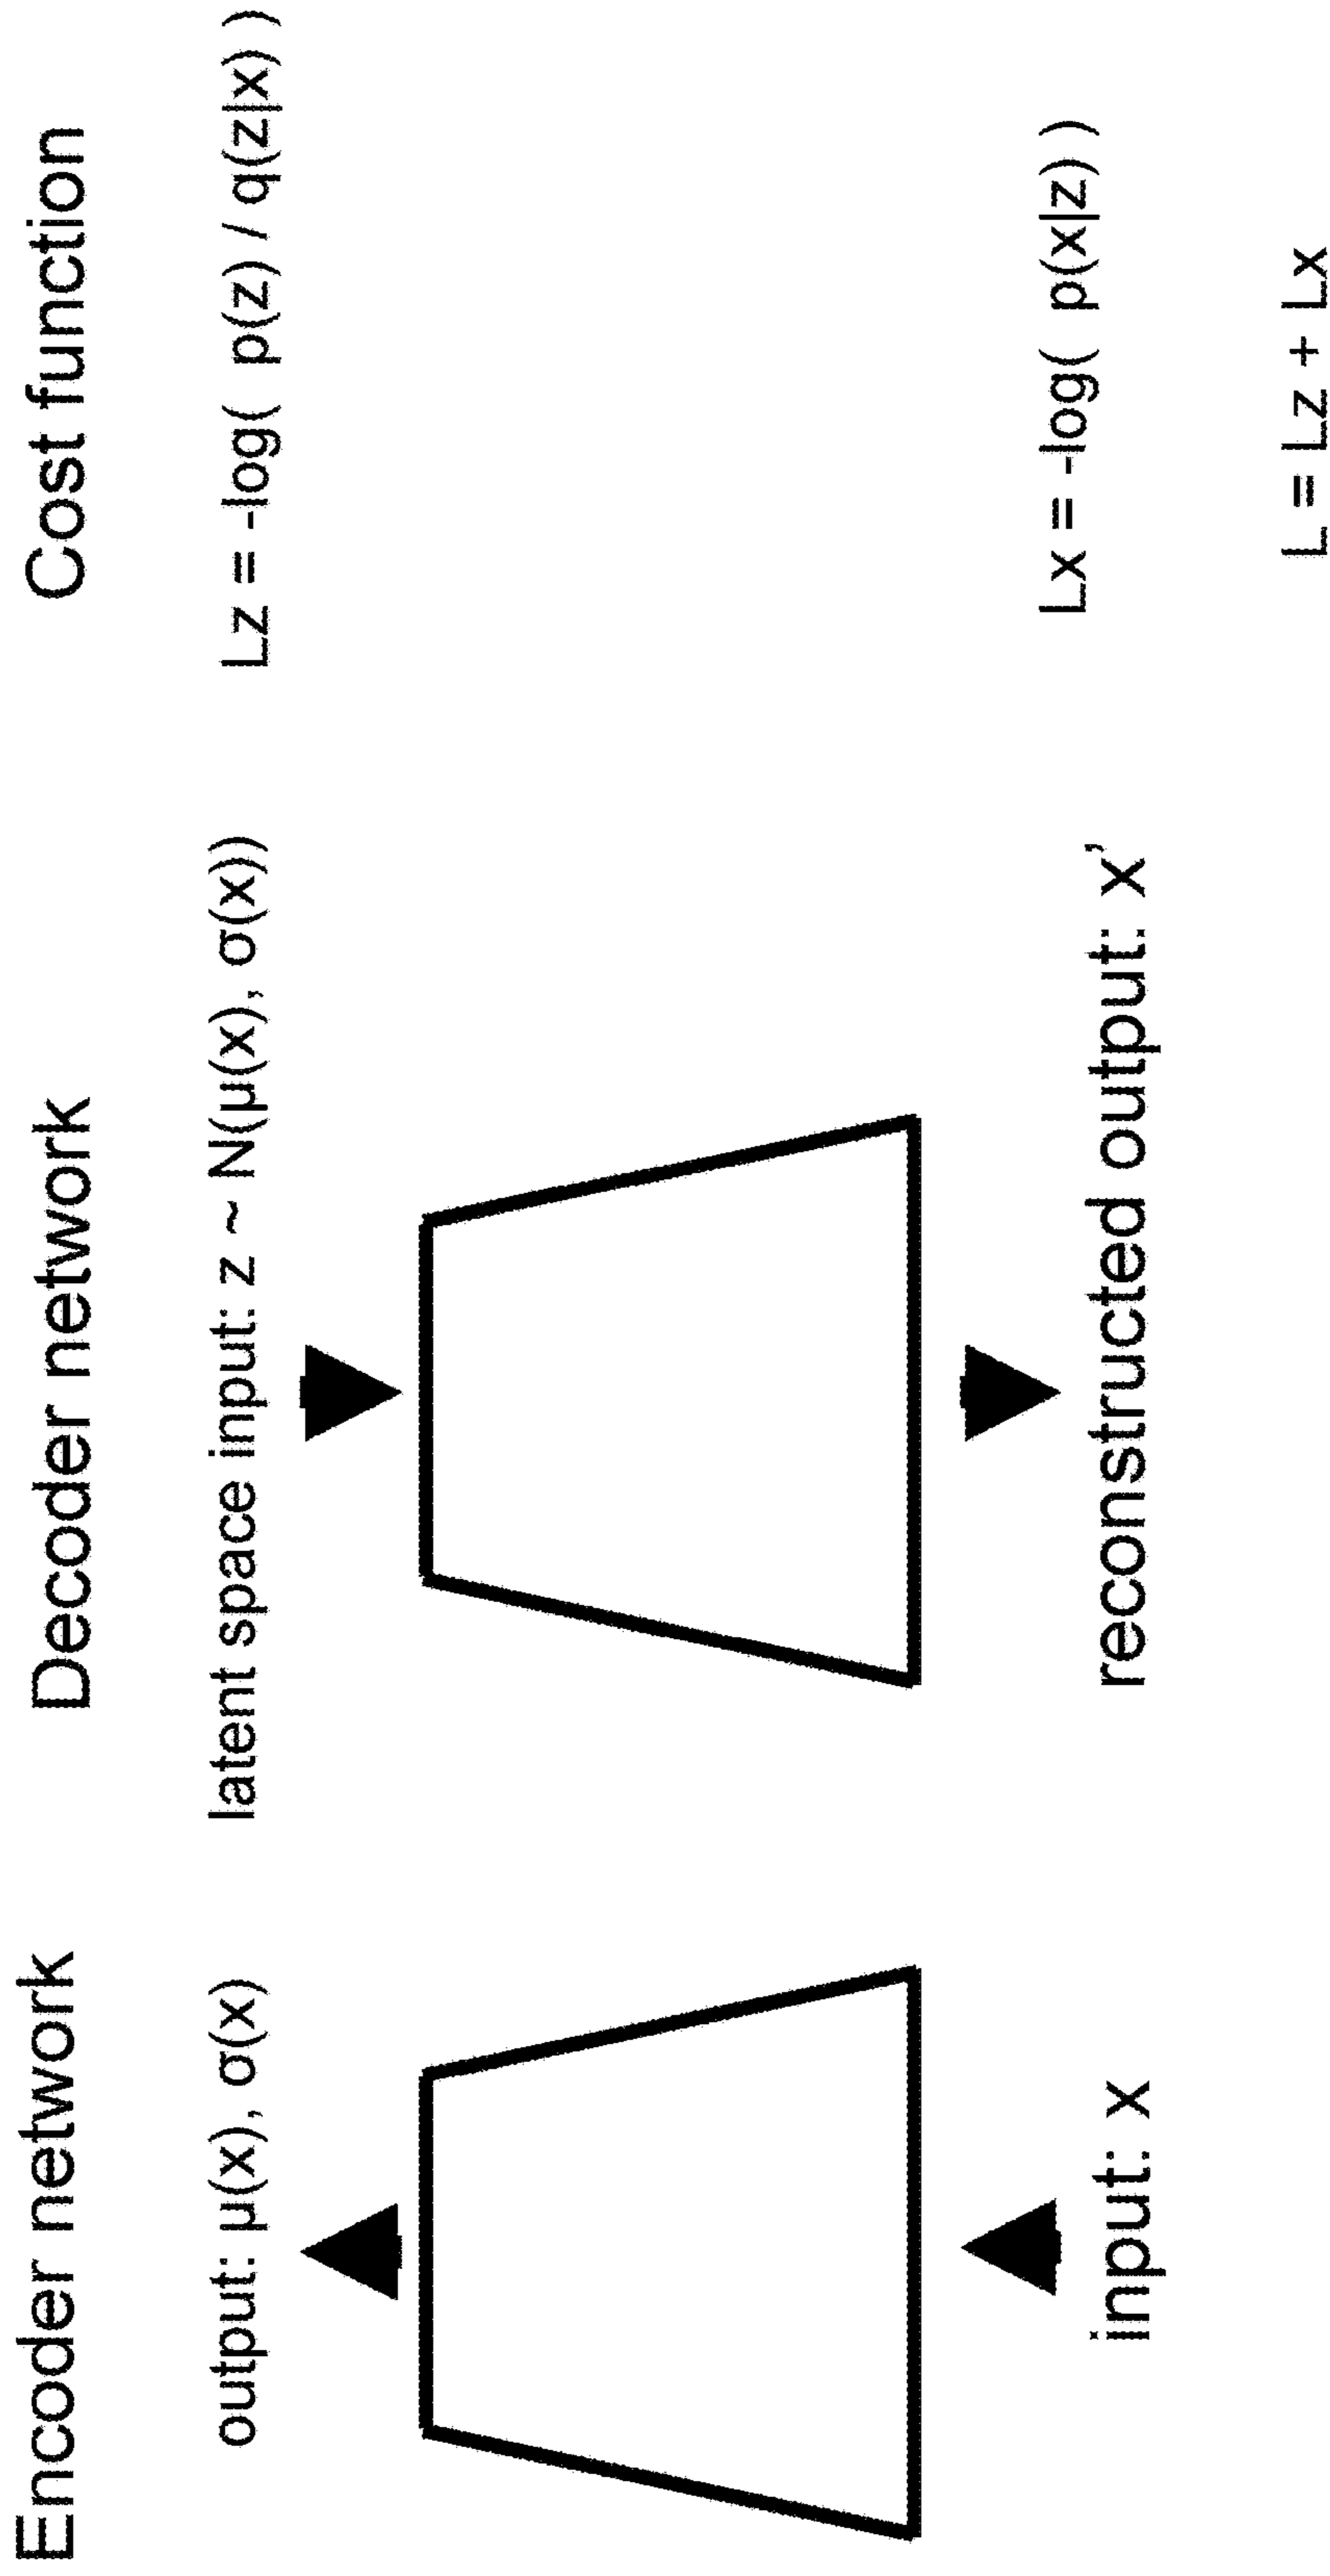 Encoder network
output: μ(x), σ(x)
input: x
Decoder network
latent space input: z ~ N(μ(x), σ(x))
reconstructed output: x’
Cost function
Lz = -log( p(z) / q(z|x) )
Lx = -log( p(x|z) )
L = Lz + Lx